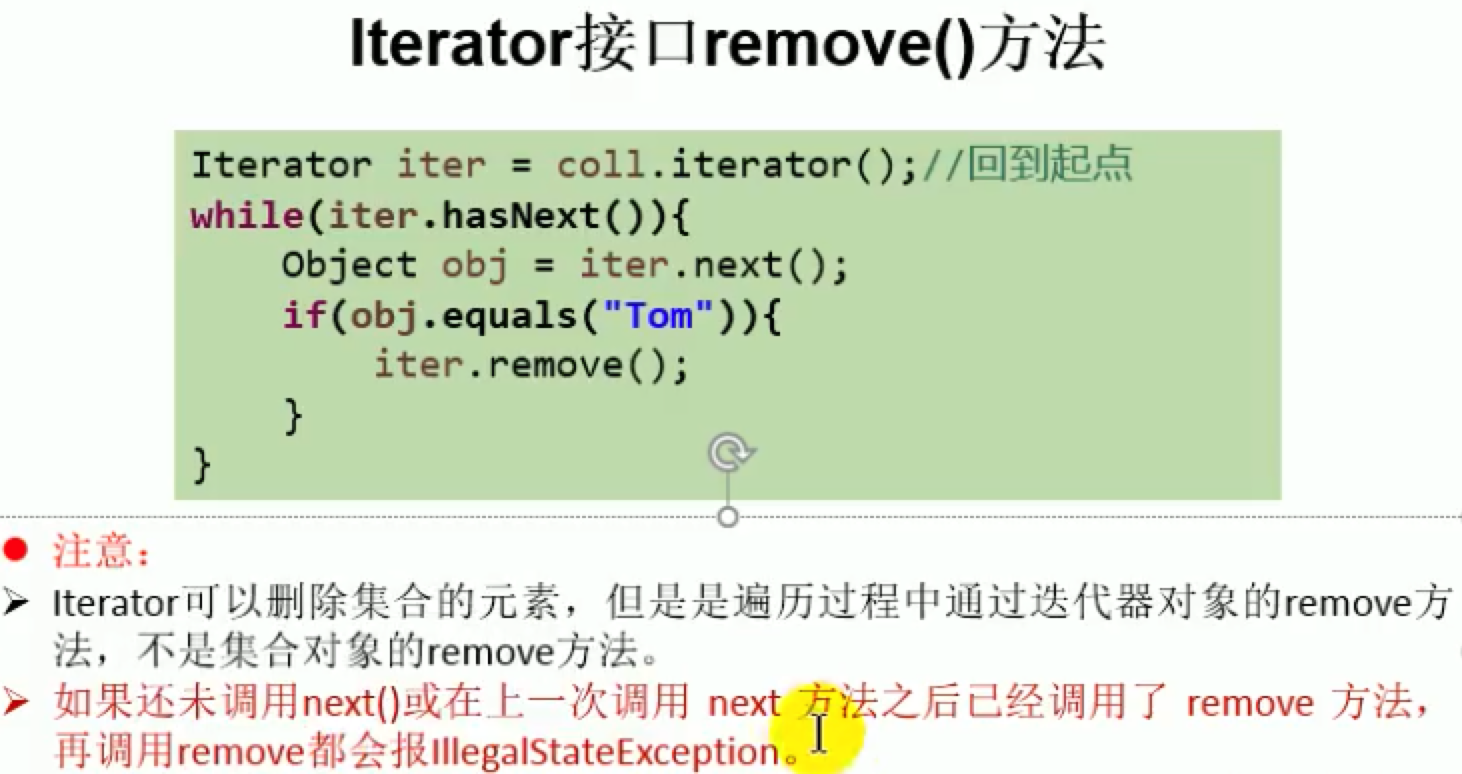 Iterator接口remove()方法
Iterator iter = coll.iterator();//回到起点
while(iter.hasNext()){
Object obj = iter.next();
if(obj.equals("Tom")){
iter.remove();
}
}
注意：
Iterator可以删除集合的元素，但是是遍历过程中通过迭代器对象的remove方
法，不是集合对象的remove方法。
如果还未调用next()或在上一次调用 next 方法之后已经调用了 remove 方法，
再调用remove都会报IllegalStateException。